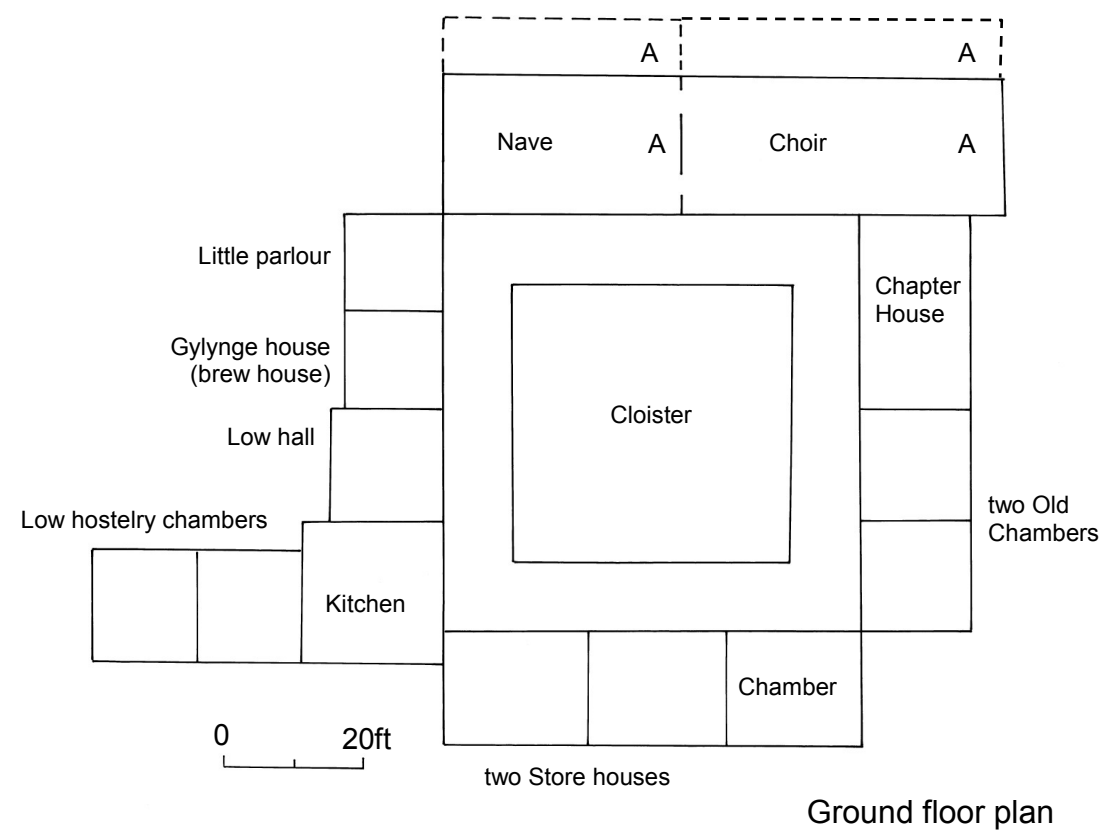 A
A
Nave
A
Choir
A
Little parlour
Chapter
House
Gylynge house
(brew house)
Cloister
Low hall
two Old
Chambers
Low hostelry chambers
Kitchen
Chamber
0
20ft
two Store houses
Ground floor plan